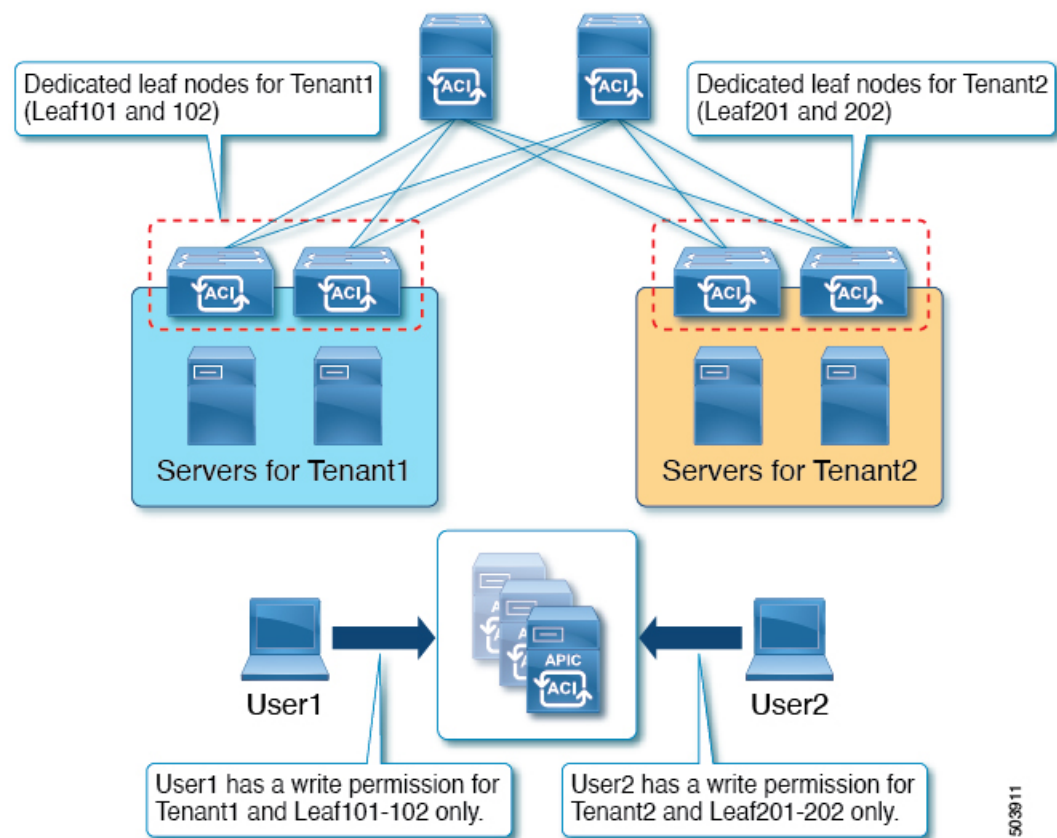 ACI
ACI
Dedicated leaf nodes for Tenant1
(Leaf101 and 102)
Dedicated leaf nodes for Tenant2
(Leaf201 and 202)
ACI
ACI
ACI
ACI
Servers for Tenant1
Servers for Tenant2
APIC
ACI
User1
User2
User1 has a write permission for
Tenant1 and Leaf101-102 only.
User2 has a write permission for
Tenant2 and Leaf201-202 only.
503911